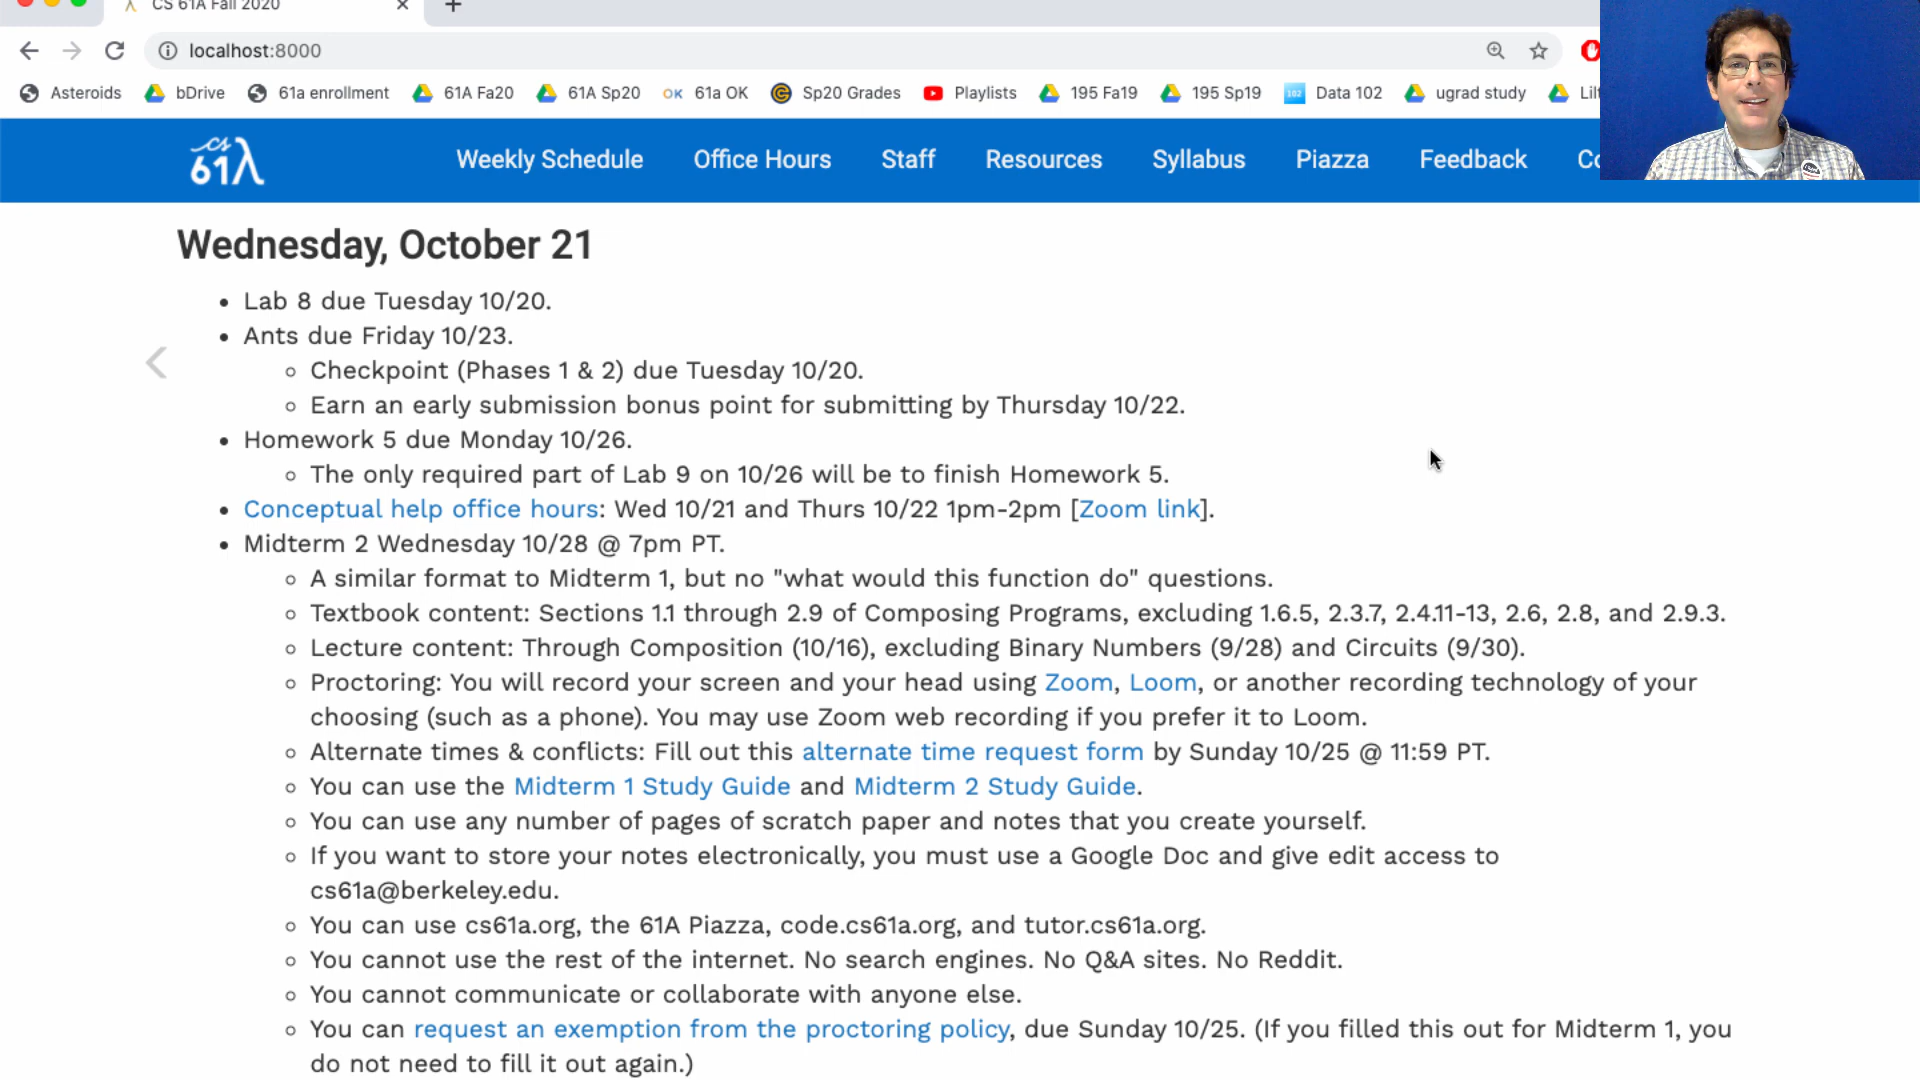 CS 61A Fall 2020
localhost:8000
Asteroids bDrive 61a enrollment 61A Fa20 61A Sp20 OK 61a OK Sp20 Grades Playlists 195 Fa19 195 Sp19 102 Data 102 ugrad study
CS 61λ Weekly Schedule Office Hours Staff Resources Syllabus Piazza Feedback
Wednesday, October 21
• Lab 8 due Tuesday 10/20.
• Ants due Friday 10/23.
◦ Checkpoint (Phases 1 & 2) due Tuesday 10/20.
◦ Earn an early submission bonus point for submitting by Thursday 10/22.
• Homework 5 due Monday 10/26.
◦ The only required part of Lab 9 on 10/26 will be to finish Homework 5.
• Conceptual help office hours: Wed 10/21 and Thurs 10/22 1pm-2pm [Zoom link].
• Midterm 2 Wednesday 10/28 @ 7pm PT.
◦ A similar format to Midterm 1, but no "what would this function do" questions.
◦ Textbook content: Sections 1.1 through 2.9 of Composing Programs, excluding 1.6.5, 2.3.7, 2.4.11-13, 2.6, 2.8, and 2.9.3.
◦ Lecture content: Through Composition (10/16), excluding Binary Numbers (9/28) and Circuits (9/30).
◦ Proctoring: You will record your screen and your head using Zoom, Loom, or another recording technology of your
choosing (such as a phone). You may use Zoom web recording if you prefer it to Loom.
◦ Alternate times & conflicts: Fill out this alternate time request form by Sunday 10/25 @ 11:59 PT.
◦ You can use the Midterm 1 Study Guide and Midterm 2 Study Guide.
◦ You can use any number of pages of scratch paper and notes that you create yourself.
◦ If you want to store your notes electronically, you must use a Google Doc and give edit access to
cs61a@berkeley.edu.
◦ You can use cs61a.org, the 61A Piazza, code.cs61a.org, and tutor.cs61a.org.
◦ You cannot use the rest of the internet. No search engines. No Q&A sites. No Reddit.
◦ You cannot communicate or collaborate with anyone else.
◦ You can request an exemption from the proctoring policy, due Sunday 10/25. (If you filled this out for Midterm 1, you
do not need to fill it out again.)